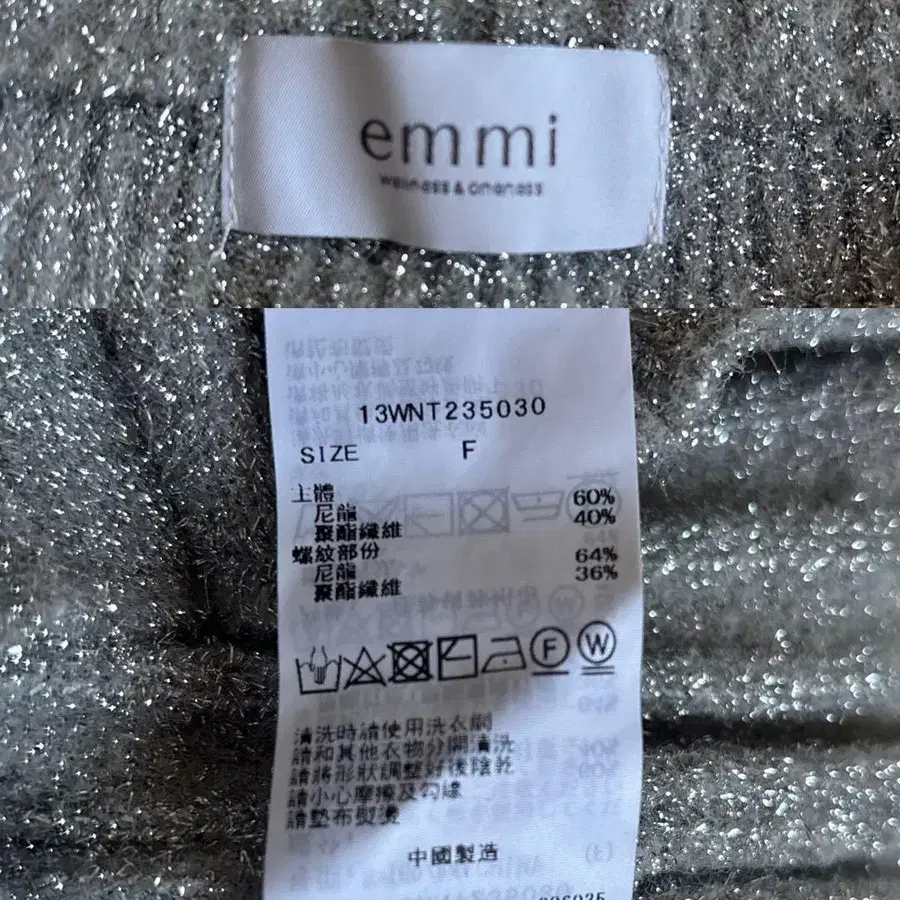 emmi
wellness & oneness
13WNT235030
SIZE F
主體
尼龍 60%
聚酯纖維 40%
螺紋部份
尼龍 64%
聚酯纖維 36%
F W
清洗時請使用洗衣刷
請和其他衣物分開清洗
請將形狀調整好後陰乾
請小心摩擦及勾線
請墊布熨燙
中國製造